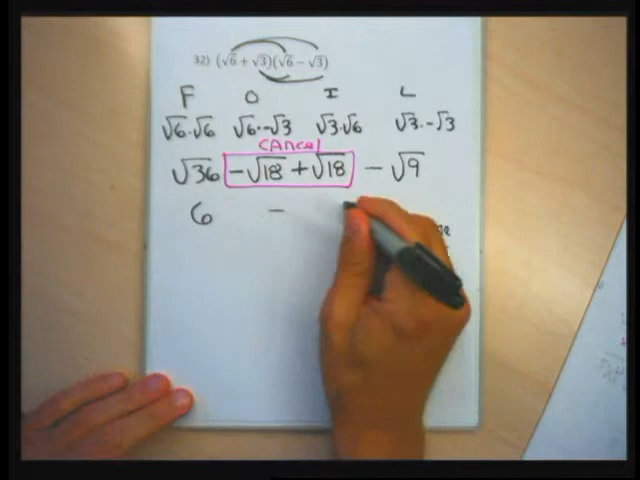 32) (√6 + √3)(√6 − √3)
F O I L
√6·√6 √6·−√3 √3·√6 √3·−√3
CANCEL
√36 −√18 +√18 − √9
6 −